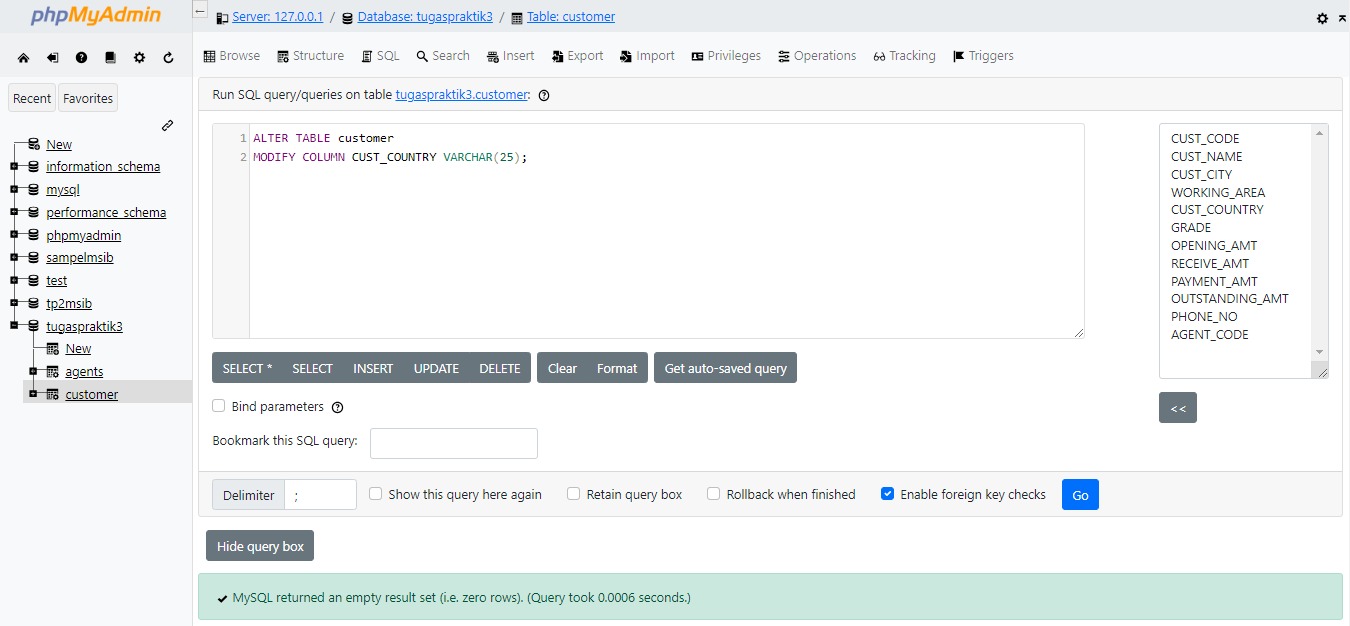 phpMyAdmin
Server: 127.0.0.1 / Database: tugaspraktik3 / Table: customer
Browse Structure SQL Search Insert Export Import Privileges Operations Tracking Triggers
Recent Favorites
New
information_schema
mysql
performance_schema
phpmyadmin
sampelmsib
test
tp2msib
tugaspraktik3
New
agents
customer
Run SQL query/queries on table tugaspraktik3.customer:
1 ALTER TABLE customer
2 MODIFY COLUMN CUST_COUNTRY VARCHAR(25);
CUST_CODE
CUST_NAME
CUST_CITY
WORKING_AREA
CUST_COUNTRY
GRADE
OPENING_AMT
RECEIVE_AMT
PAYMENT_AMT
OUTSTANDING_AMT
PHONE_NO
AGENT_CODE
SELECT * SELECT INSERT UPDATE DELETE Clear Format Get auto-saved query
<<
Bind parameters
Bookmark this SQL query:
Delimiter ; Show this query here again Retain query box Rollback when finished Enable foreign key checks Go
Hide query box
MySQL returned an empty result set (i.e. zero rows). (Query took 0.0006 seconds.)